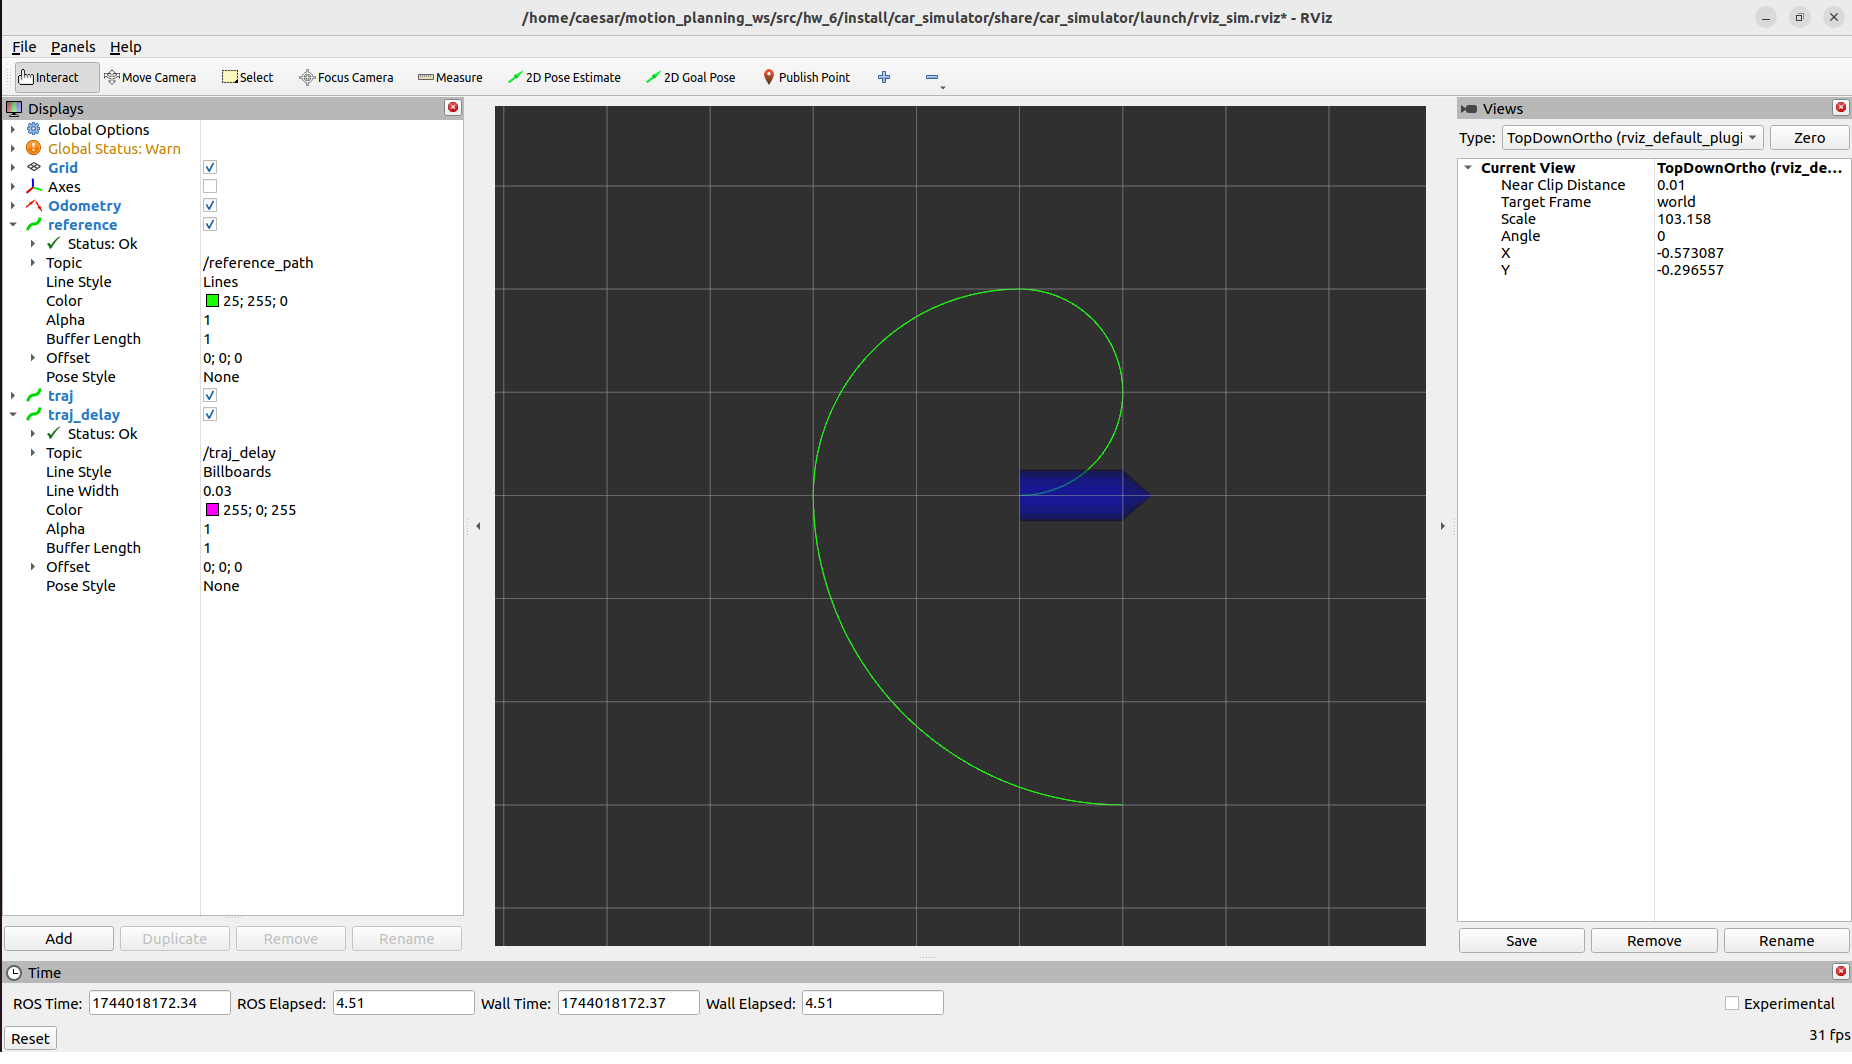 /home/caesar/motion_planning_ws/src/hw_6/install/car_simulator/share/car_simulator/launch/rviz_sim.rviz* - RViz
File Panels Help
Interact Move Camera Select Focus Camera Measure 2D Pose Estimate 2D Goal Pose Publish Point
Displays
Global Options
Global Status: Warn
Grid
Axes
Odometry
reference
Status: Ok
Topic /reference_path
Line Style Lines
Color 25; 255; 0
Alpha 1
Buffer Length 1
Offset 0; 0; 0
Pose Style None
traj
traj_delay
Status: Ok
Topic /traj_delay
Line Style Billboards
Line Width 0.03
Color 255; 0; 255
Alpha 1
Buffer Length 1
Offset 0; 0; 0
Pose Style None
Add Duplicate Remove Rename
Views
Type: TopDownOrtho (rviz_default_plugi Zero
Current View TopDownOrtho (rviz_de...
Near Clip Distance 0.01
Target Frame world
Scale 103.158
Angle 0
X -0.573087
Y -0.296557
Save Remove Rename
Time
ROS Time: 1744018172.34 ROS Elapsed: 4.51 Wall Time: 1744018172.37 Wall Elapsed: 4.51 Experimental
Reset 31 fps